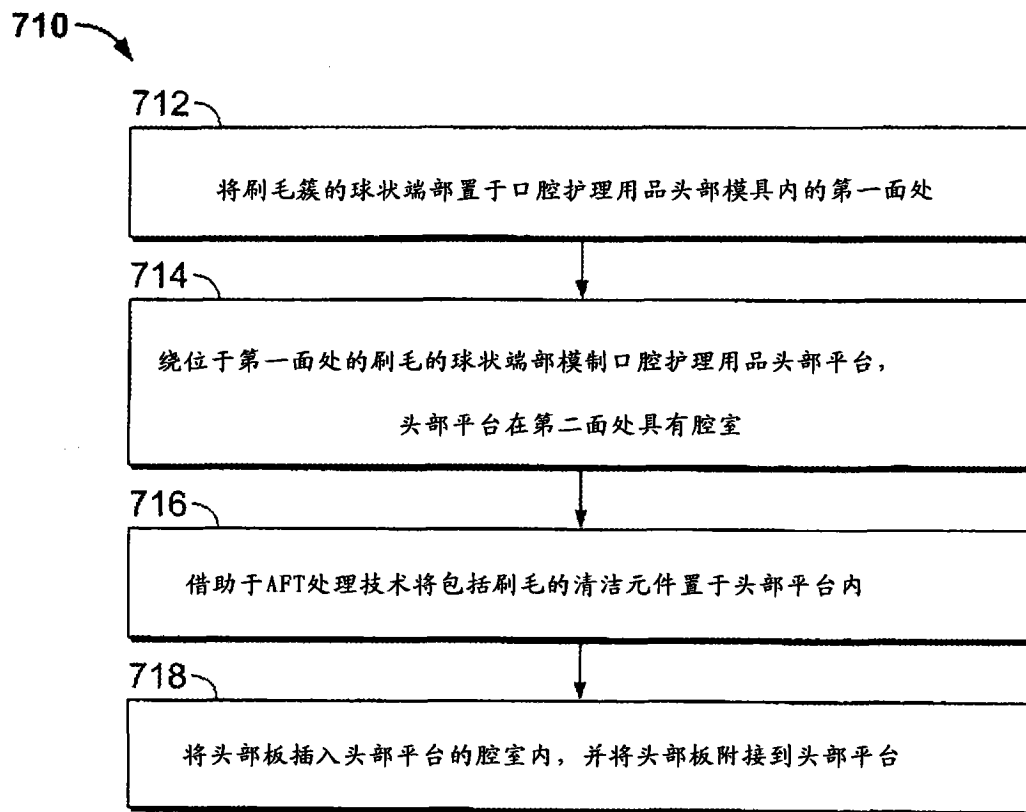 710
712
将刷毛簇的球状端部置于口腔护理用品头部模具内的第一面处
714
绕位于第一面处的刷毛的球状端部模制口腔护理用品头部平台，
头部平台在第二面处具有腔室
716
借助于AFT处理技术将包括刷毛的清洁元件置于头部平台内
718
将头部板插入头部平台的腔室内，并将头部板附接到头部平台